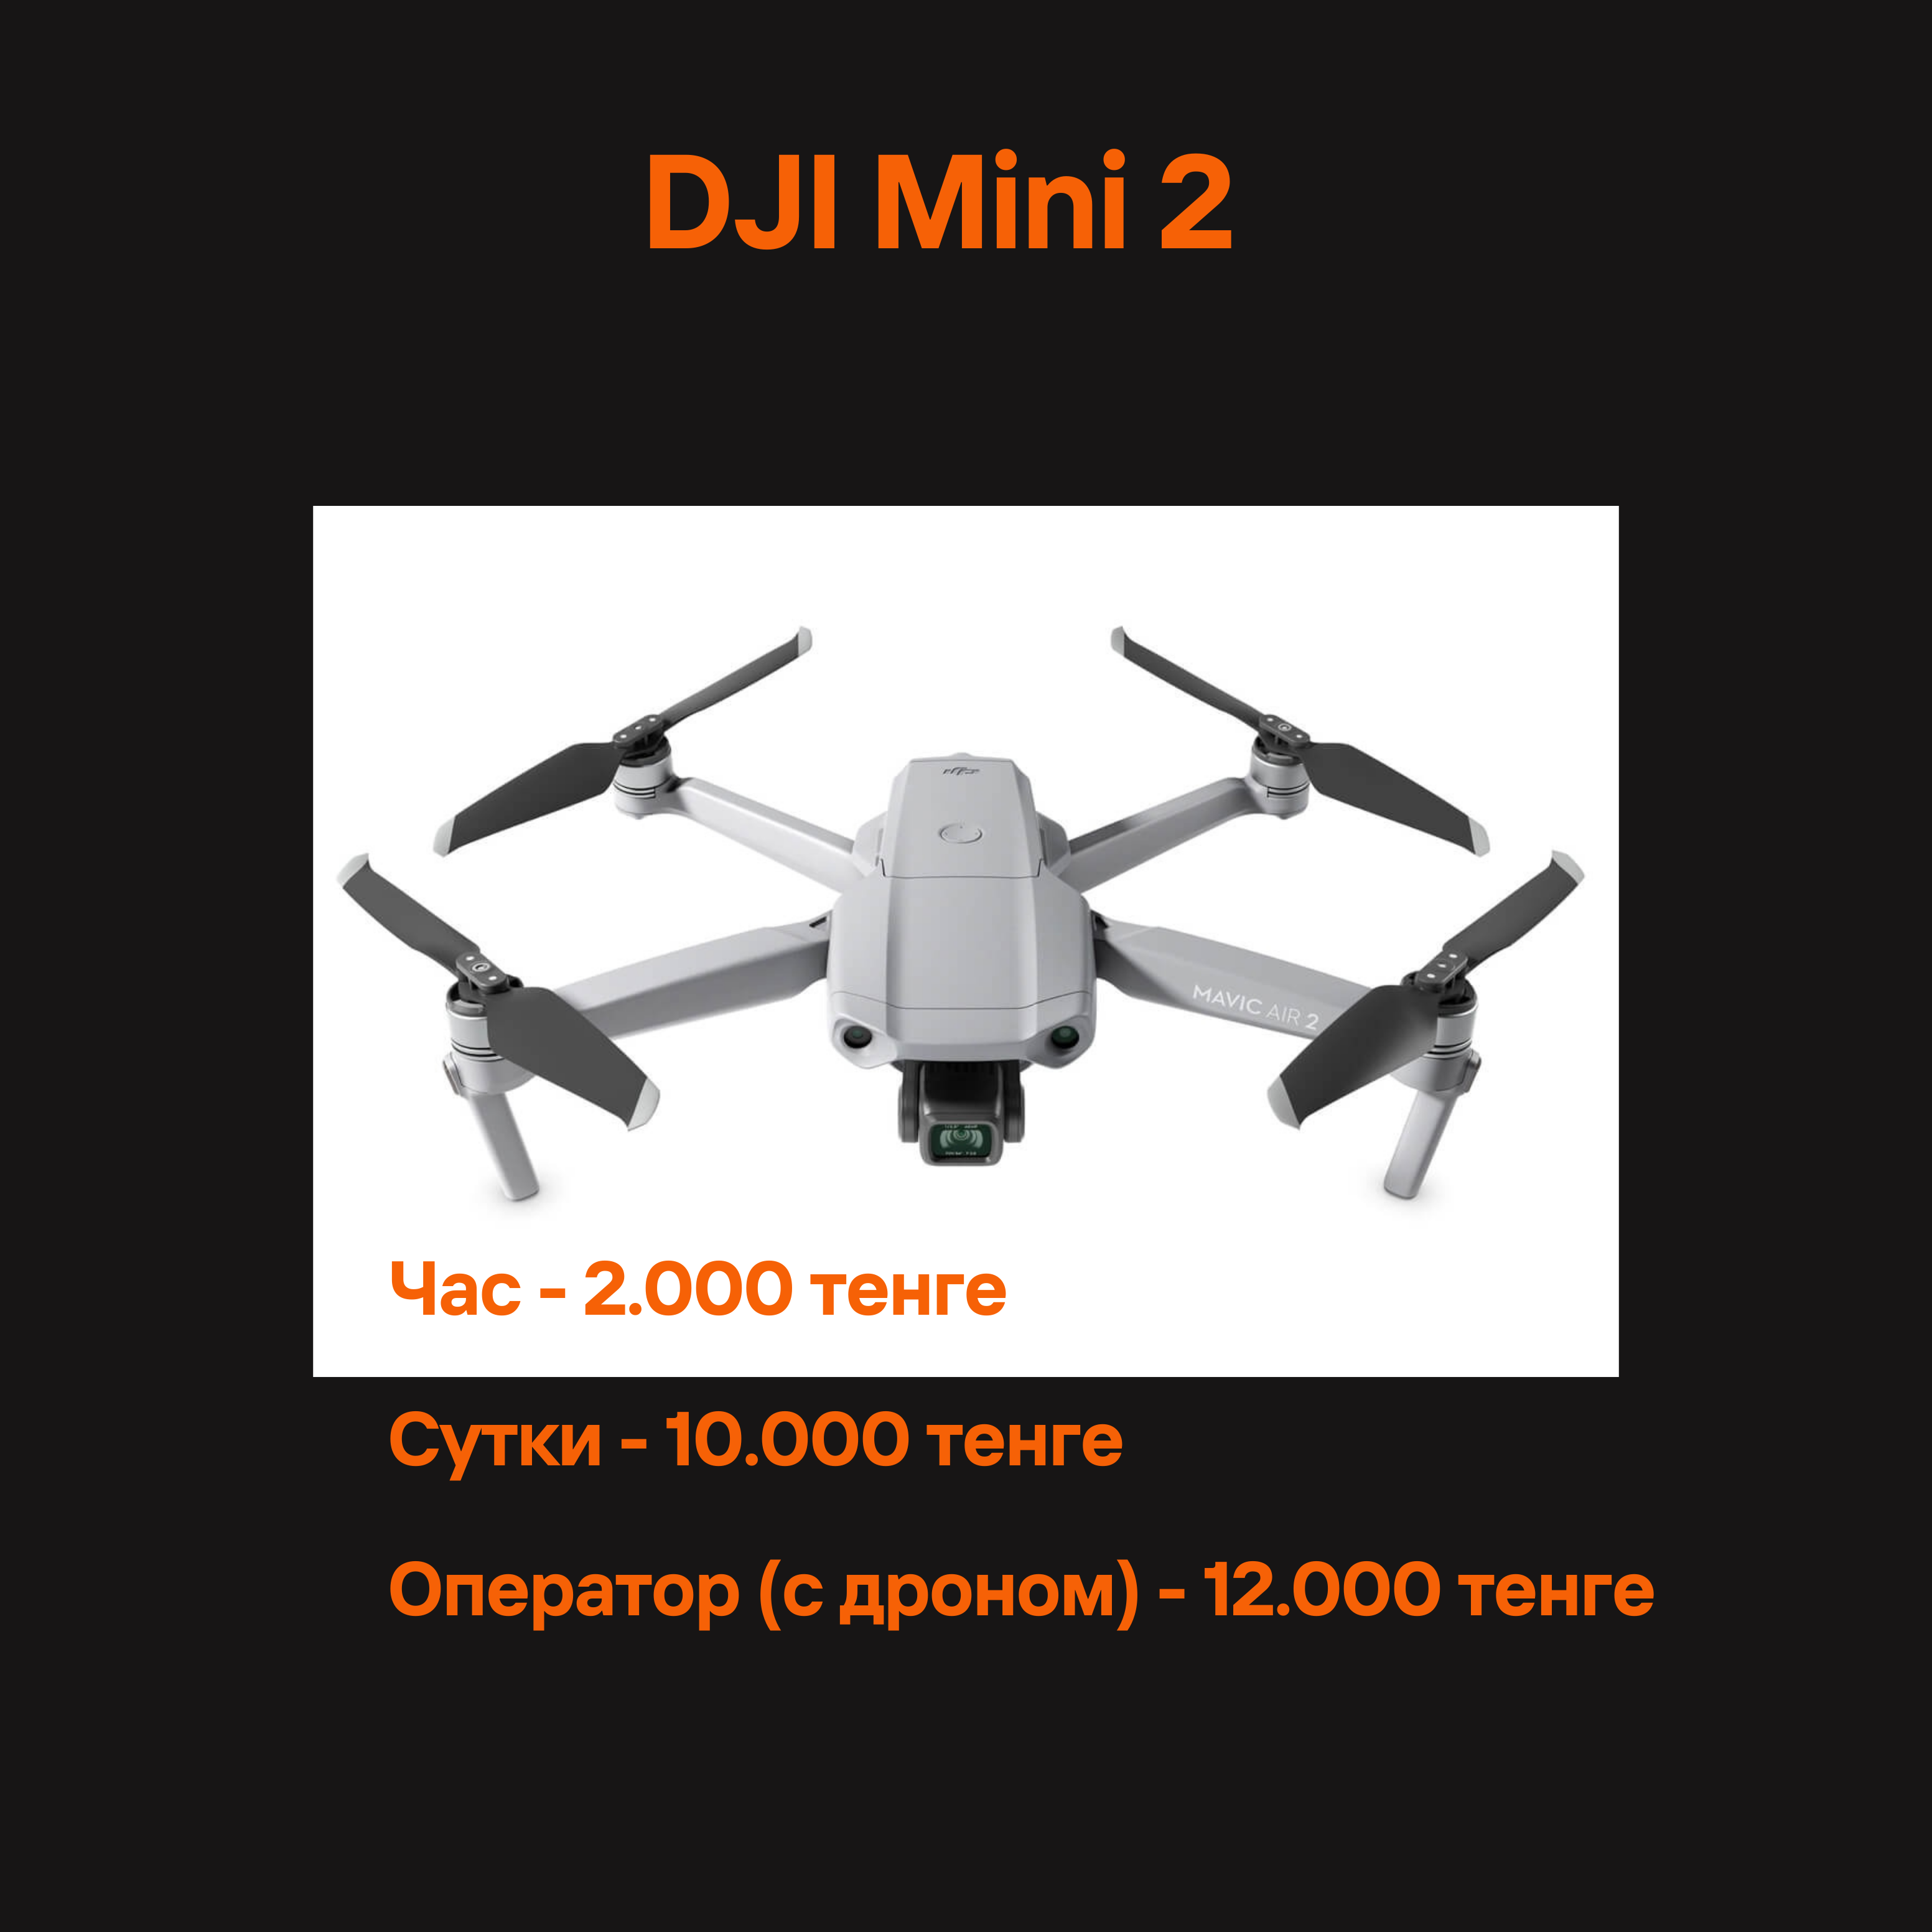 DJI Mini 2
MAVIC AIR 2
Час - 2.000 тенге
Сутки - 10.000 тенге
Оператор (с дроном) - 12.000 тенге